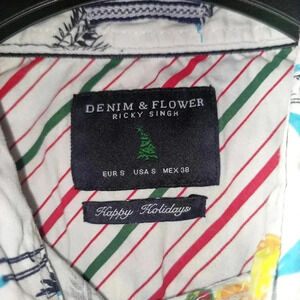 DENIM & FLOWER
RICKY SINGH
EUR S USA S MEX 38
Happy Holidays